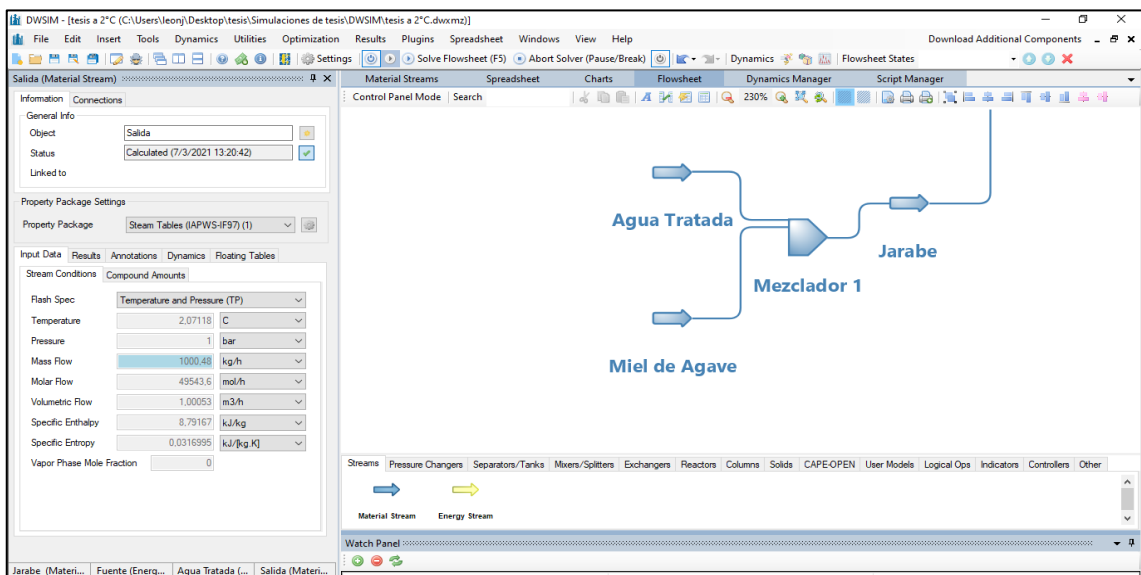 DWSIM - [tesis a 2°C (C:\Users\leonj\Desktop\tesis\Simulaciones de tesis\DWSIM\tesis a 2°C.dwxmz)]
File Edit Insert Tools Dynamics Utilities Optimization Results Plugins Spreadsheet Windows View Help Download Additional Components
Settings Solve Flowsheet (F5) Abort Solver (Pause/Break) Dynamics Flowsheet States
Salida (Material Stream)
Material Streams Spreadsheet Charts Flowsheet Dynamics Manager Script Manager
Information Connections
Control Panel Mode Search 230%
General Info
Object Salida
Status Calculated (7/3/2021 13:20:42)
Linked to
Property Package Settings
Property Package Steam Tables (IAPWS-IF97) (1)
Input Data Results Annotations Dynamics Floating Tables
Stream Conditions Compound Amounts
Flash Spec Temperature and Pressure (TP)
Temperature 2,07118 C
Pressure 1 bar
Mass Flow 1000.48 kg/h
Molar Flow 49543,6 mol/h
Volumetric Flow 1,00053 m3/h
Specific Enthalpy 8,79167 kJ/kg
Specific Entropy 0,0316995 kJ/[kg.K]
Vapor Phase Mole Fraction 0
Agua Tratada
Jarabe
Mezclador 1
Miel de Agave
Streams Pressure Changers Separators/Tanks Mixers/Splitters Exchangers Reactors Columns Solids CAPE-OPEN User Models Logical Ops Indicators Controllers Other
Material Stream Energy Stream
Watch Panel
Jarabe (Materi... Fuente (Energ... Agua Tratada (... Salida (Materi...